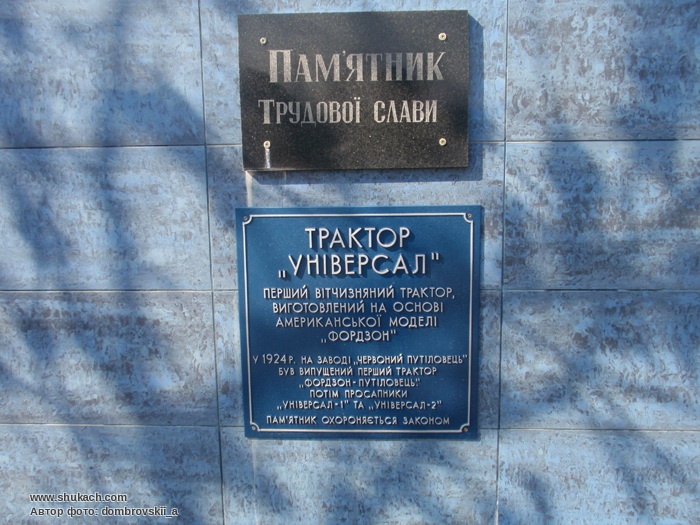 Пам'ятник
Трудової слави
ТРАКТОР
„УНІВЕРСАЛ"
ПЕРШИЙ ВІТЧИЗНЯНИЙ ТРАКТОР,
ВИГОТОВЛЕНИЙ НА ОСНОВІ
АМЕРИКАНСЬКОЇ МОДЕЛІ
„ФОРДЗОН"
У 1924 Р. НА ЗАВОДІ „ЧЕРВОНИЙ ПУТІЛОВЕЦЬ"
БУВ ВИПУЩЕНИЙ ПЕРШИЙ ТРАКТОР
„ФОРДЗОН-ПУТІЛОВЕЦЬ".
ПОТІМ ПРОСАПНИКИ
„УНІВЕРСАЛ-1" ТА „УНІВЕРСАЛ-2"
ПАМ'ЯТНИК ОХОРОНЯЄТЬСЯ ЗАКОНОМ
www.shukach.com
Автор фото: dombrovskii_a